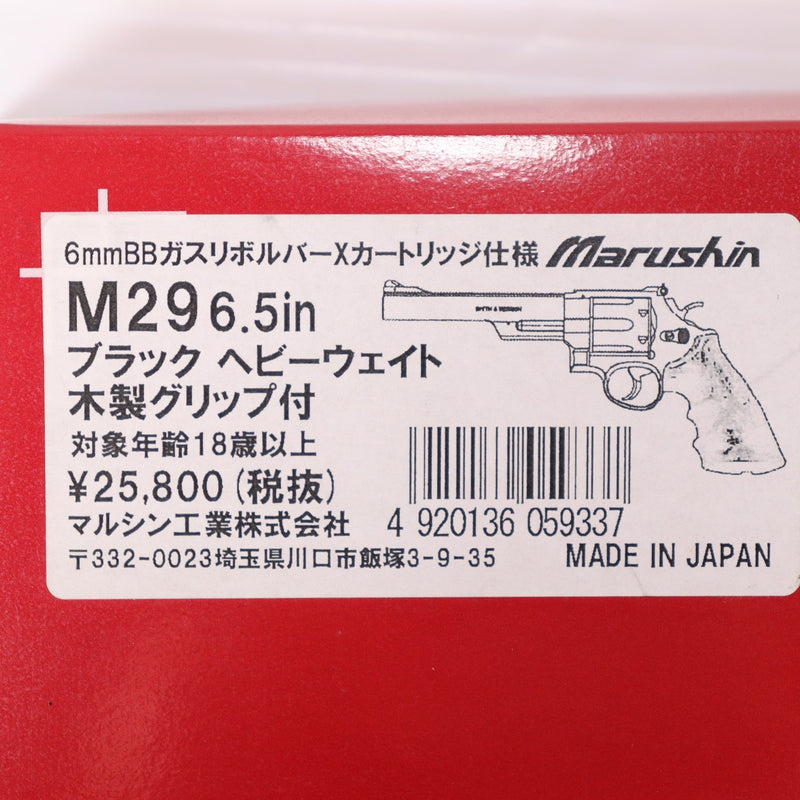 6mmBBガスリボルバーXカートリッジ仕様 Marushin
M29 6.5in
SMITH & WESSON
ブラック ヘビーウェイト
木製グリップ付
対象年齢18歳以上
¥25,800(税抜)
マルシン工業株式会社 4 920136 059337
〒332-0023埼玉県川口市飯塚3-9-35 MADE IN JAPAN